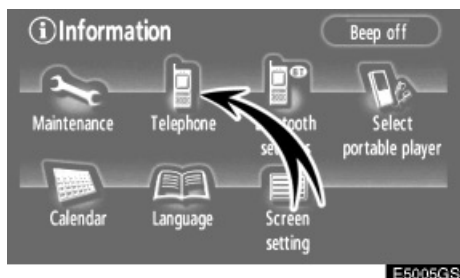 Information
Beep off
Maintenance
Telephone
Select
portable player
Calendar
Language
Screen
setting
E5005GS